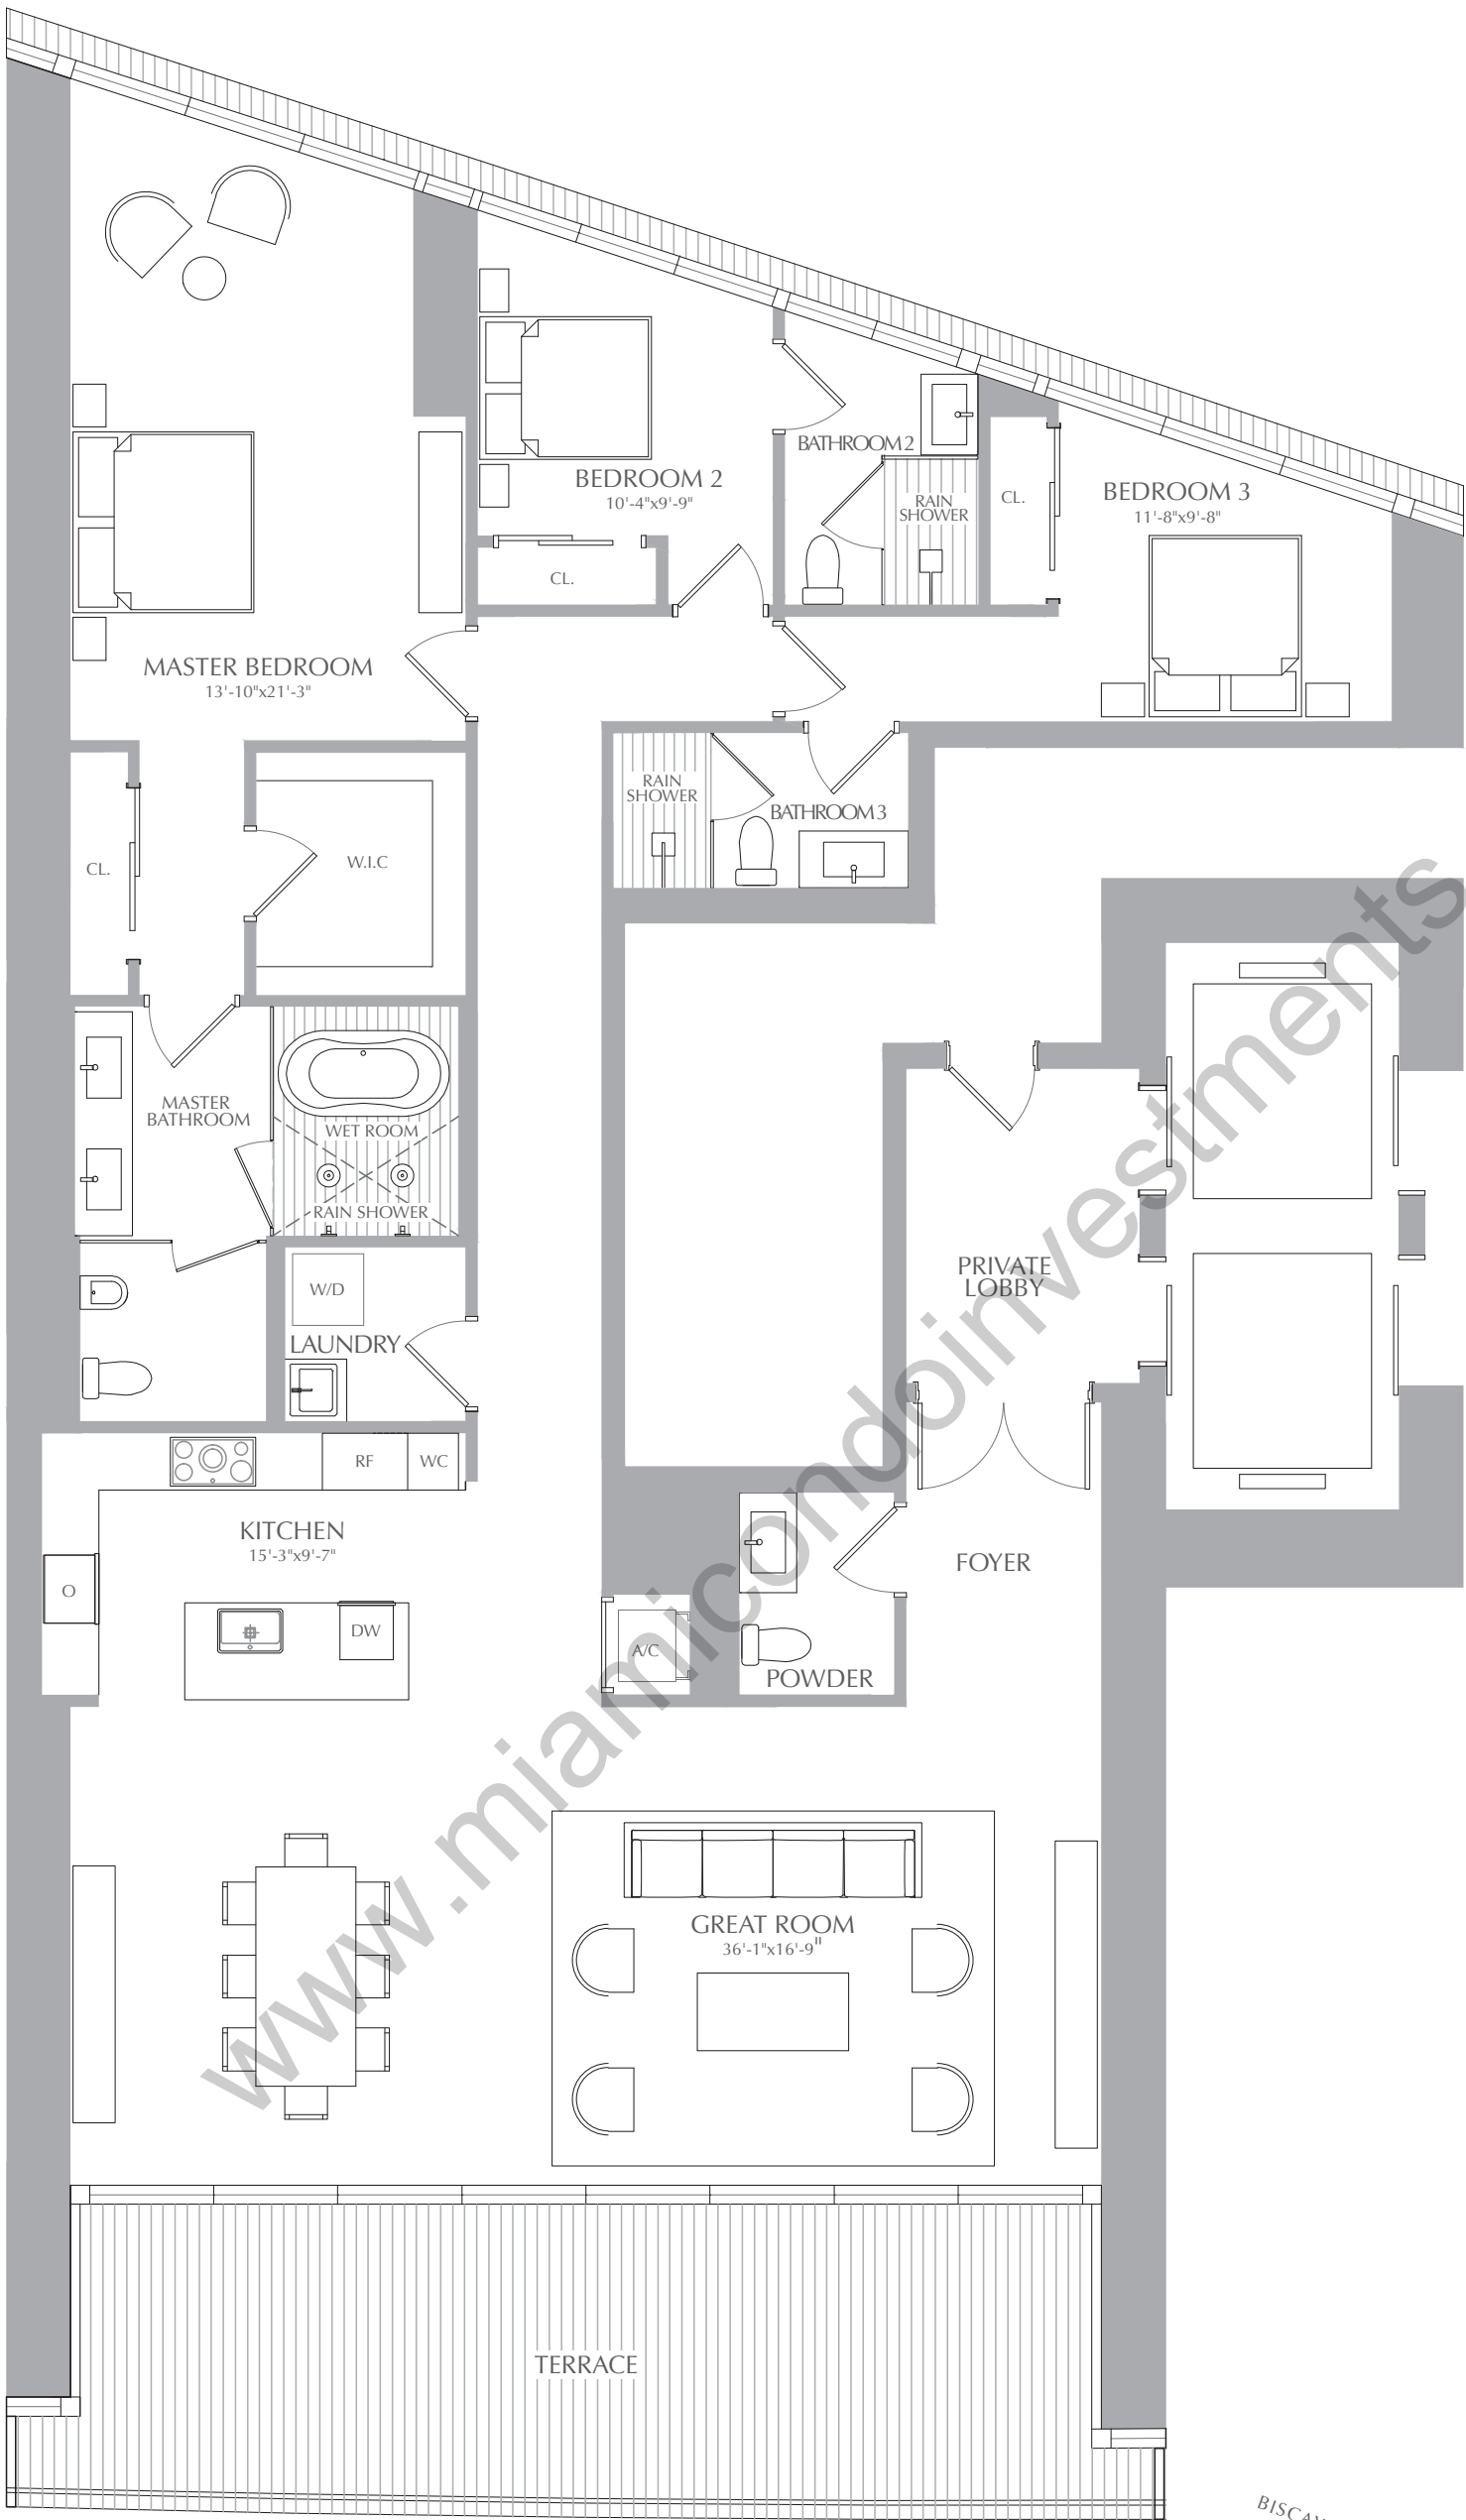 BEDROOM 2
10'-4"x9'-9"
CL.
BATHROOM 2
RAIN
SHOWER
CL.
BEDROOM 3
11'-8"x9'-8"
MASTER BEDROOM
13'-10"x21'-3"
CL.
W.I.C
RAIN
SHOWER
BATHROOM 3
MASTER
BATHROOM
WET ROOM
RAIN SHOWER
W/D
LAUNDRY
PRIVATE
LOBBY
RF
WC
KITCHEN
15'-3"x9'-7"
O
DW
A/C
POWDER
FOYER
GREAT ROOM
36'-1"x16'-9"
TERRACE
www.miamicondoinvestments